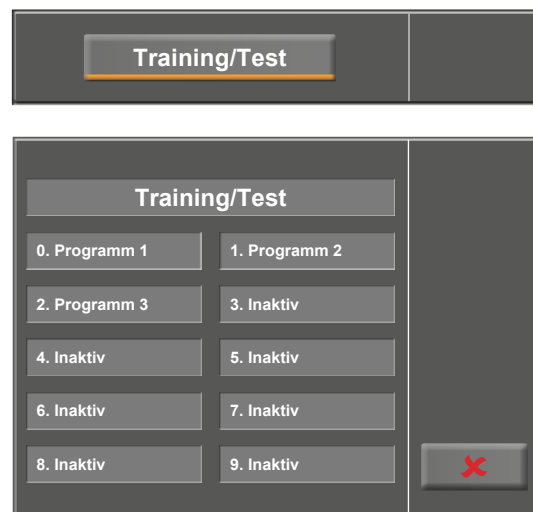 Training/Test
Training/Test
0. Programm 1
1. Programm 2
2. Programm 3
3. Inaktiv
4. Inaktiv
5. Inaktiv
6. Inaktiv
7. Inaktiv
8. Inaktiv
9. Inaktiv